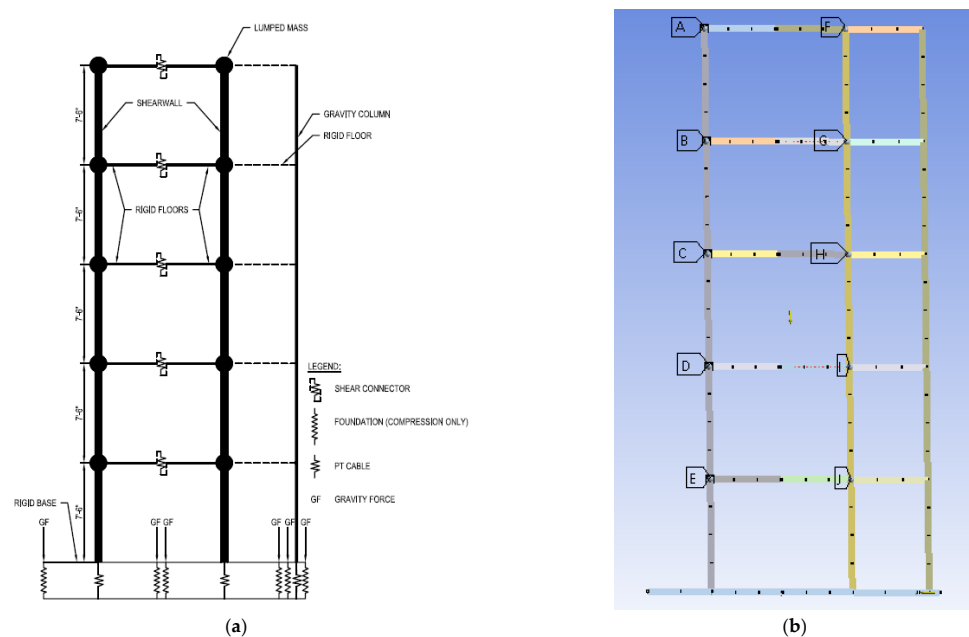 LUMPED MASS
SHEARWALL
GRAVITY COLUMN
RIGID FLOOR
7'-6"
7'-6"
RIGID FLOORS
7'-6"
7'-6"
LEGEND:
SHEAR CONNECTOR
FOUNDATION (COMPRESSION ONLY)
PT CABLE
GF GRAVITY FORCE
7'-6"
RIGID BASE
GF GF GF GF GF GF
(a)
A F
B G
C H
D I
E J
(b)